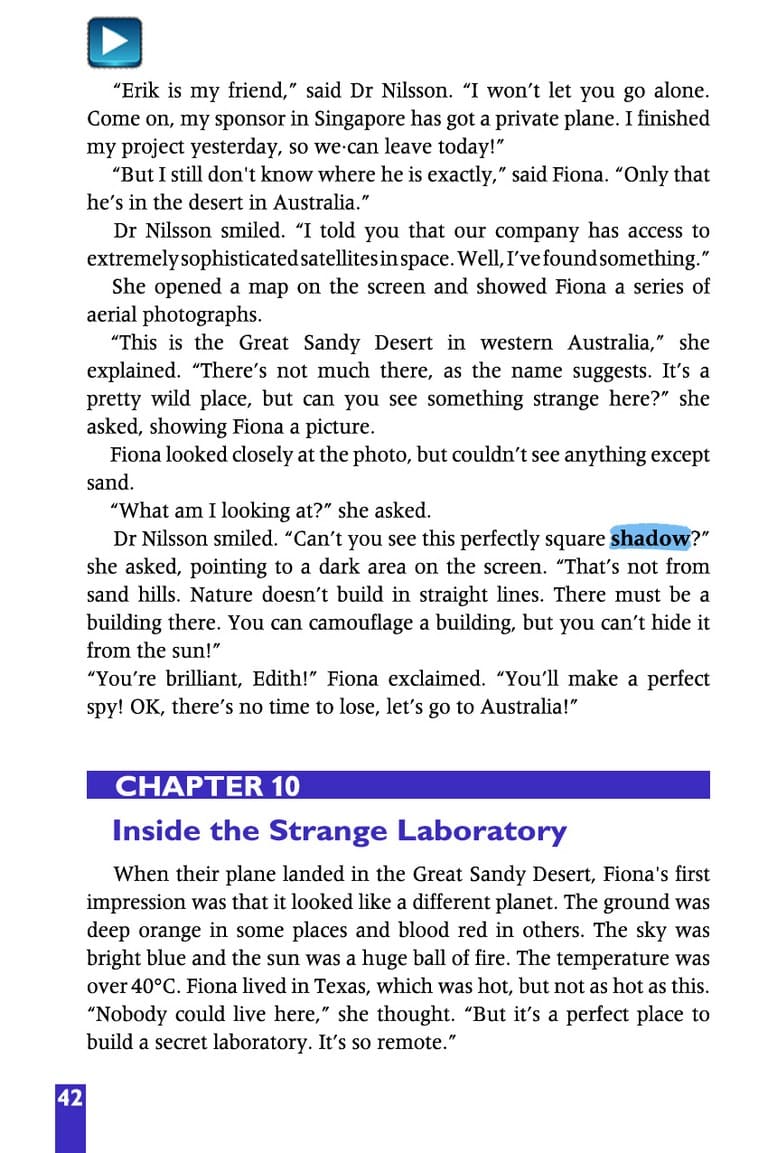 “Erik is my friend,” said Dr Nilsson. “I won’t let you go alone.
Come on, my sponsor in Singapore has got a private plane. I finished
my project yesterday, so we·can leave today!”
“But I still don't know where he is exactly,” said Fiona. “Only that
he’s in the desert in Australia.”
Dr Nilsson smiled. “I told you that our company has access to
extremely sophisticated satellites in space. Well, I’ve found something.”
She opened a map on the screen and showed Fiona a series of
aerial photographs.
“This is the Great Sandy Desert in western Australia,” she
explained. “There’s not much there, as the name suggests. It’s a
pretty wild place, but can you see something strange here?” she
asked, showing Fiona a picture.
Fiona looked closely at the photo, but couldn’t see anything except
sand.
“What am I looking at?” she asked.
Dr Nilsson smiled. “Can’t you see this perfectly square shadow?”
she asked, pointing to a dark area on the screen. “That’s not from
sand hills. Nature doesn’t build in straight lines. There must be a
building there. You can camouflage a building, but you can’t hide it
from the sun!”
“You’re brilliant, Edith!” Fiona exclaimed. “You’ll make a perfect
spy! OK, there’s no time to lose, let’s go to Australia!”
CHAPTER 10
Inside the Strange Laboratory
When their plane landed in the Great Sandy Desert, Fiona's first
impression was that it looked like a different planet. The ground was
deep orange in some places and blood red in others. The sky was
bright blue and the sun was a huge ball of fire. The temperature was
over 40°C. Fiona lived in Texas, which was hot, but not as hot as this.
“Nobody could live here,” she thought. “But it’s a perfect place to
build a secret laboratory. It’s so remote.”
42